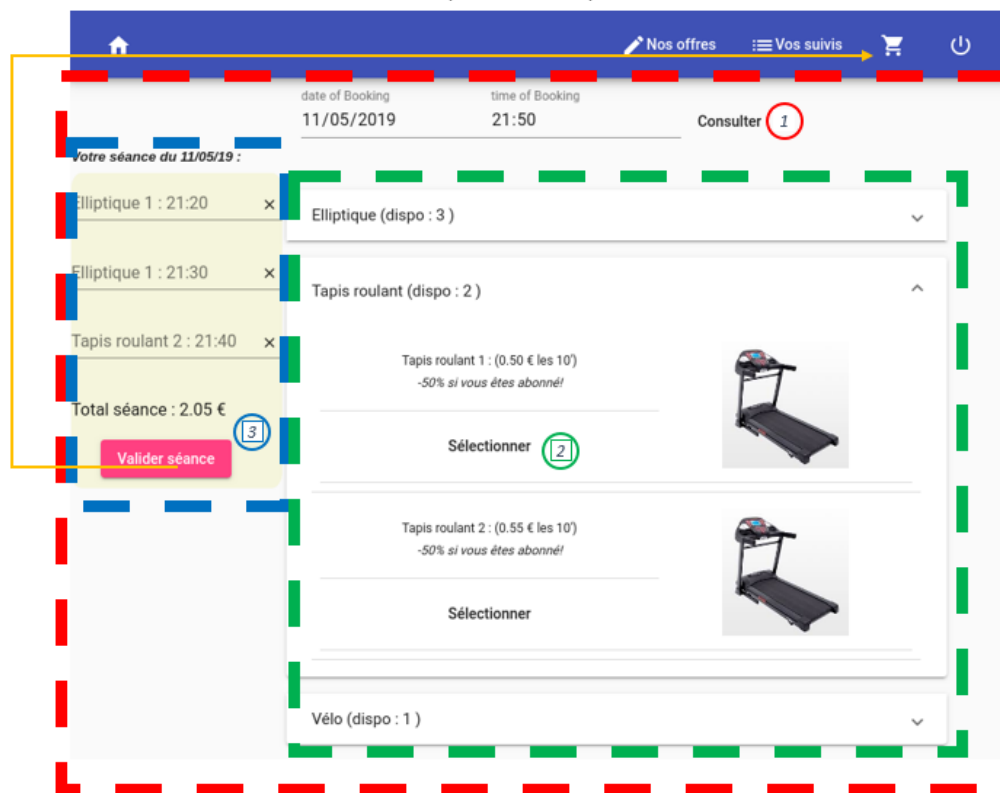 Nos offres
Vos suivis
date of Booking
time of Booking
11/05/2019
21:50
Consulter
1
Votre séance du 11/05/19 :
Elliptique 1 : 21:20 ×
Elliptique 1 : 21:30 ×
Tapis roulant 2 : 21:40 ×
Total séance : 2.05 €
3
Valider séance
Elliptique (dispo : 3 )
Tapis roulant (dispo : 2 )
Tapis roulant 1 : (0.50 € les 10')
-50% si vous êtes abonné!
Sélectionner
2
Tapis roulant 2 : (0.55 € les 10')
-50% si vous êtes abonné!
Sélectionner
Vélo (dispo : 1 )